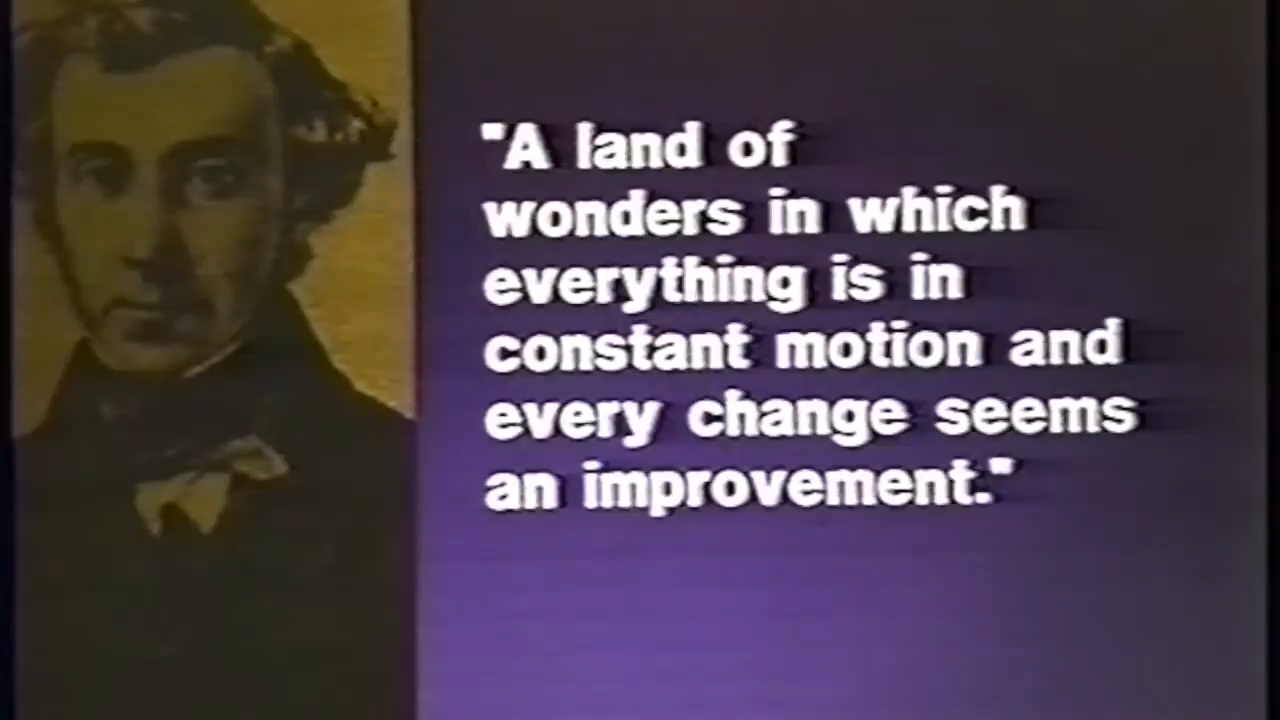 "A land of
wonders in which
everything is in
constant motion and
every change seems
an improvement."